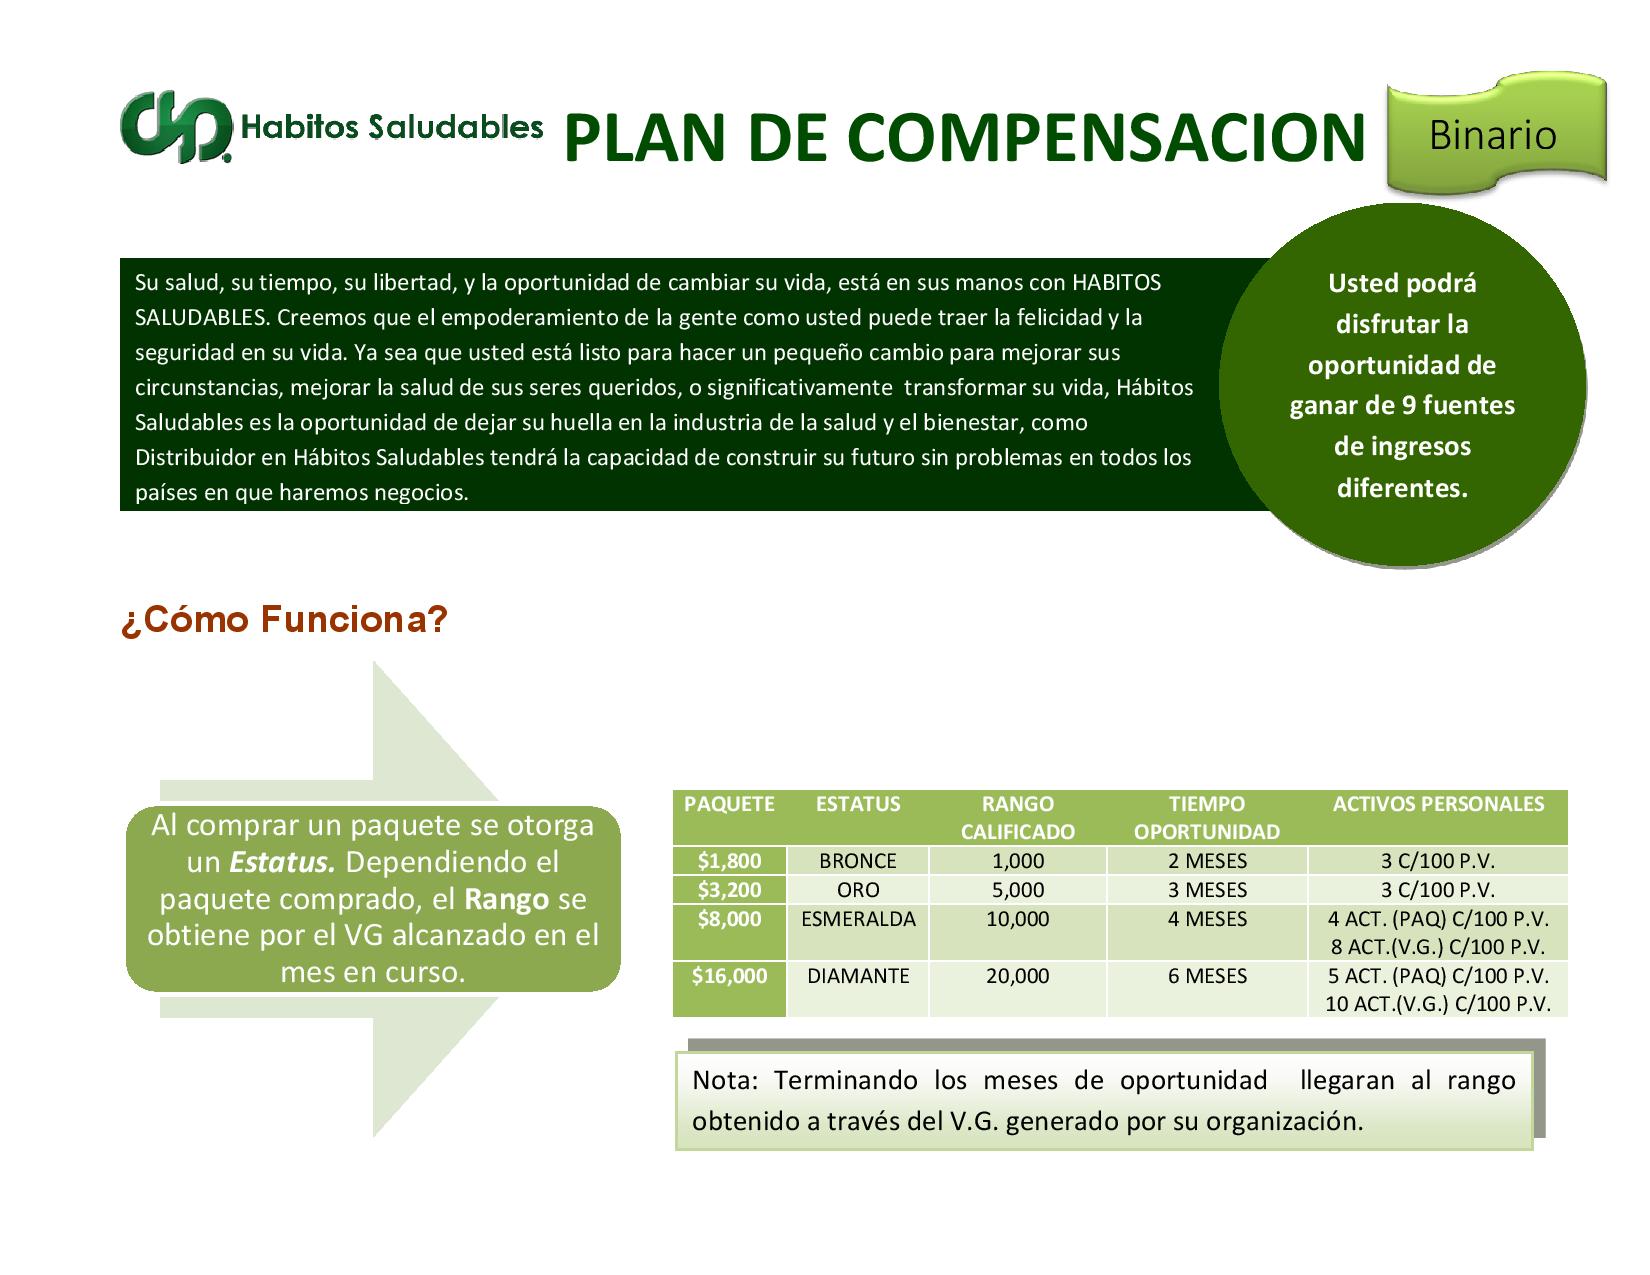 Habitos Saludables
PLAN DE COMPENSACION
Binario
Su salud, su tiempo, su libertad, y la oportunidad de cambiar su vida, está en sus manos con HABITOS
SALUDABLES. Creemos que el empoderamiento de la gente como usted puede traer la felicidad y la
seguridad en su vida. Ya sea que usted está listo para hacer un pequeño cambio para mejorar sus
circunstancias, mejorar la salud de sus seres queridos, o significativamente transformar su vida, Hábitos
Saludables es la oportunidad de dejar su huella en la industria de la salud y el bienestar, como
Distribuidor en Hábitos Saludables tendrá la capacidad de construir su futuro sin problemas en todos los
países en que haremos negocios.
Usted podrá
disfrutar la
oportunidad de
ganar de 9 fuentes
de ingresos
diferentes.
¿Cómo Funciona?
Al comprar un paquete se otorga
un Estatus. Dependiendo el
paquete comprado, el Rango se
obtiene por el VG alcanzado en el
mes en curso.
PAQUETE ESTATUS RANGO CALIFICADO TIEMPO OPORTUNIDAD ACTIVOS PERSONALES
$1,800 BRONCE 1,000 2 MESES 3 C/100 P.V.
$3,200 ORO 5,000 3 MESES 3 C/100 P.V.
$8,000 ESMERALDA 10,000 4 MESES 4 ACT. (PAQ) C/100 P.V.
8 ACT.(V.G.) C/100 P.V.
$16,000 DIAMANTE 20,000 6 MESES 5 ACT. (PAQ) C/100 P.V.
10 ACT.(V.G.) C/100 P.V.
Nota: Terminando los meses de oportunidad llegaran al rango
obtenido a través del V.G. generado por su organización.